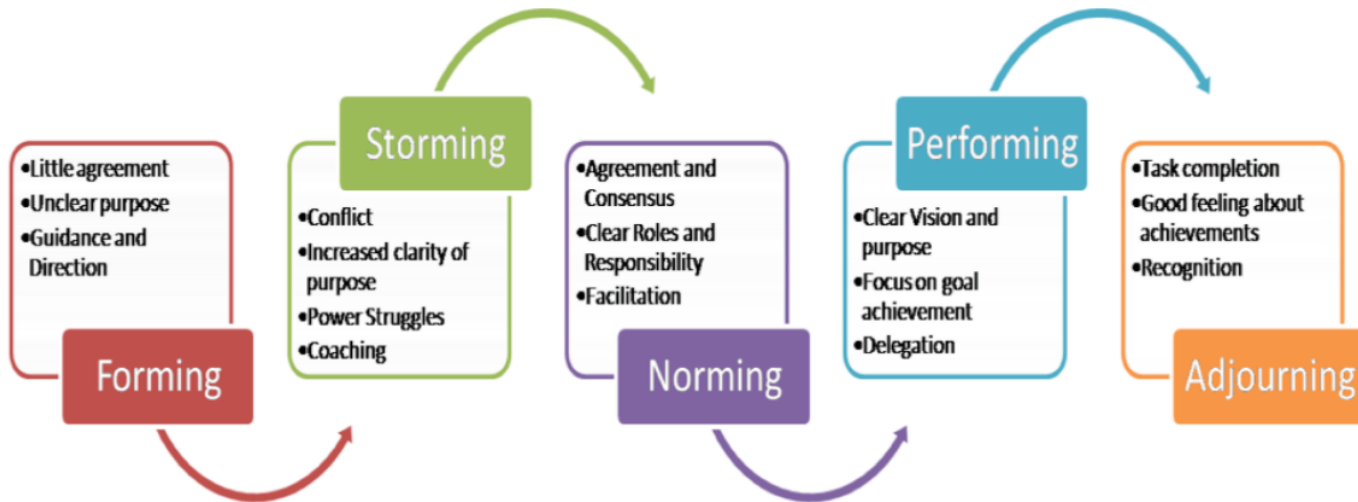 •Little agreement
•Unclear purpose
•Guidance and
Direction
Forming
Storming
•Conflict
•Increased clarity of
purpose
•Power Struggles
•Coaching
•Agreement and
Consensus
•Clear Roles and
Responsibility
•Facilitation
Norming
Performing
•Clear Vision and
purpose
•Focus on goal
achievement
•Delegation
•Task completion
•Good feeling about
achievements
•Recognition
Adjourning